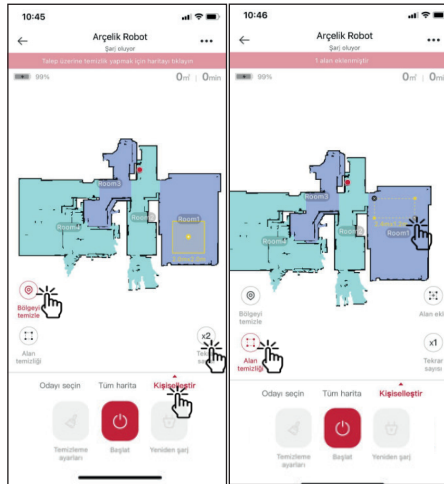 10:45
Arçelik Robot
Şarj oluyor
Talep üzerine temizlik yapmak için haritayı tıklayın
99%
0㎡ | 0min
Room3
Room1
Bölgeyi
temizle
Alan
temizliği
x2
Odayı seçin
Tüm harita
Kişiselleştir
Temizleme
ayarları
Başlat
Yeniden şarj
10:46
Arçelik Robot
Şarj oluyor
1 alan eklenmiştir
99%
0㎡ | 0min
Room3
Room1
Bölgeyi
temizle
Alan ekl
Alan
temizliği
x1
Tekrar
sayısı
Odayı seçin
Tüm harita
Kişiselleştir
Temizleme
ayarları
Başlat
Yeniden şarj